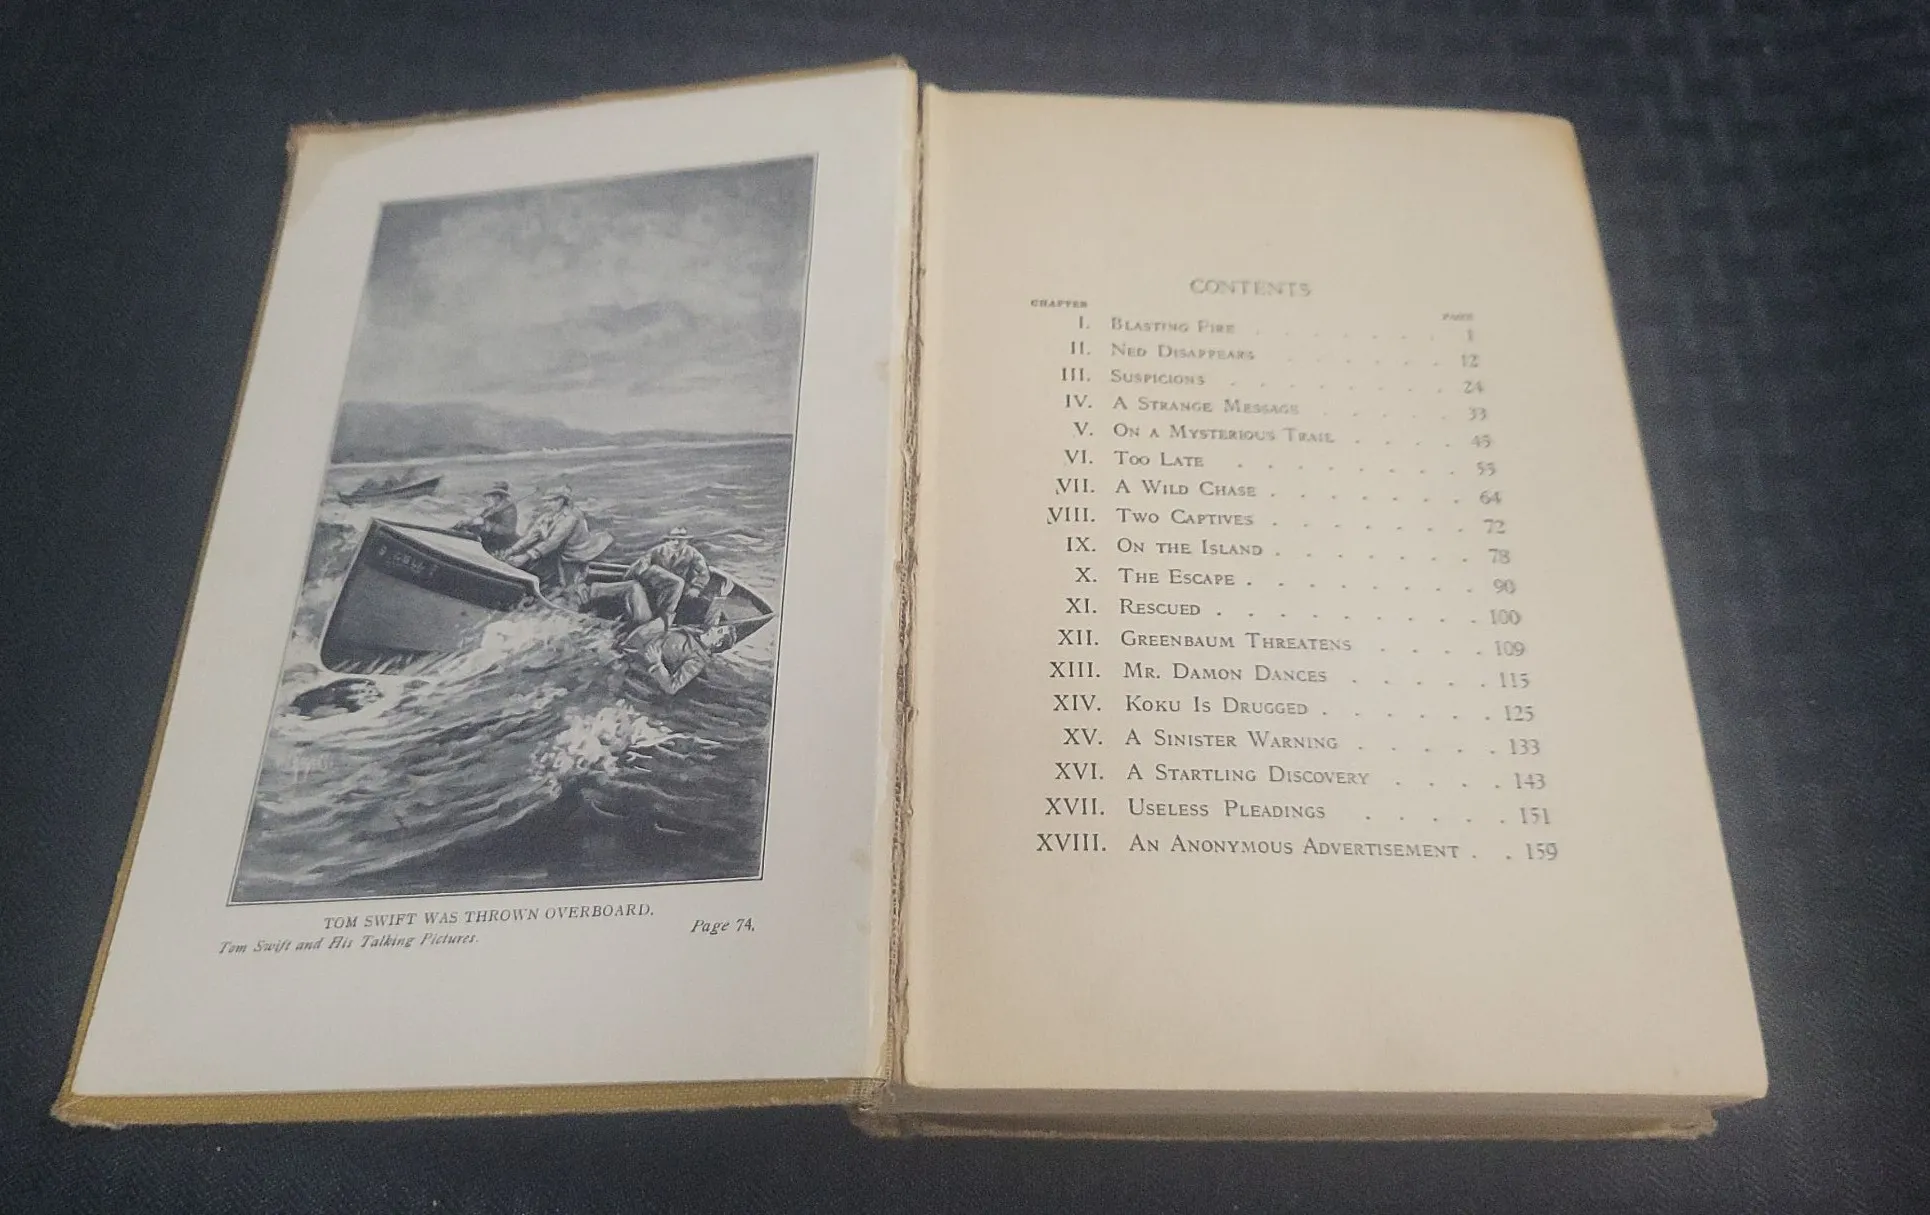 TOM SWIFT WAS THROWN OVERBOARD.
Tom Swift and His Talking Pictures. Page 74.
CONTENTS
CHAPTER PAGE
I. BLASTING FIRE . . . . . . . 1
II. NED DISAPPEARS . . . . . . 12
III. SUSPICIONS . . . . . . . . 24
IV. A STRANGE MESSAGE . . . . . 33
V. ON A MYSTERIOUS TRAIL . . . . 45
VI. TOO LATE . . . . . . . . 55
VII. A WILD CHASE . . . . . . . 64
VIII. TWO CAPTIVES . . . . . . . 72
IX. ON THE ISLAND . . . . . . . 78
X. THE ESCAPE . . . . . . . . 90
XI. RESCUED . . . . . . . . . 100
XII. GREENBAUM THREATENS . . . . 109
XIII. MR. DAMON DANCES . . . . . 115
XIV. KOKU IS DRUGGED . . . . . . 125
XV. A SINISTER WARNING . . . . . 133
XVI. A STARTLING DISCOVERY . . . . 143
XVII. USELESS PLEADINGS . . . . . 151
XVIII. AN ANONYMOUS ADVERTISEMENT . . 159